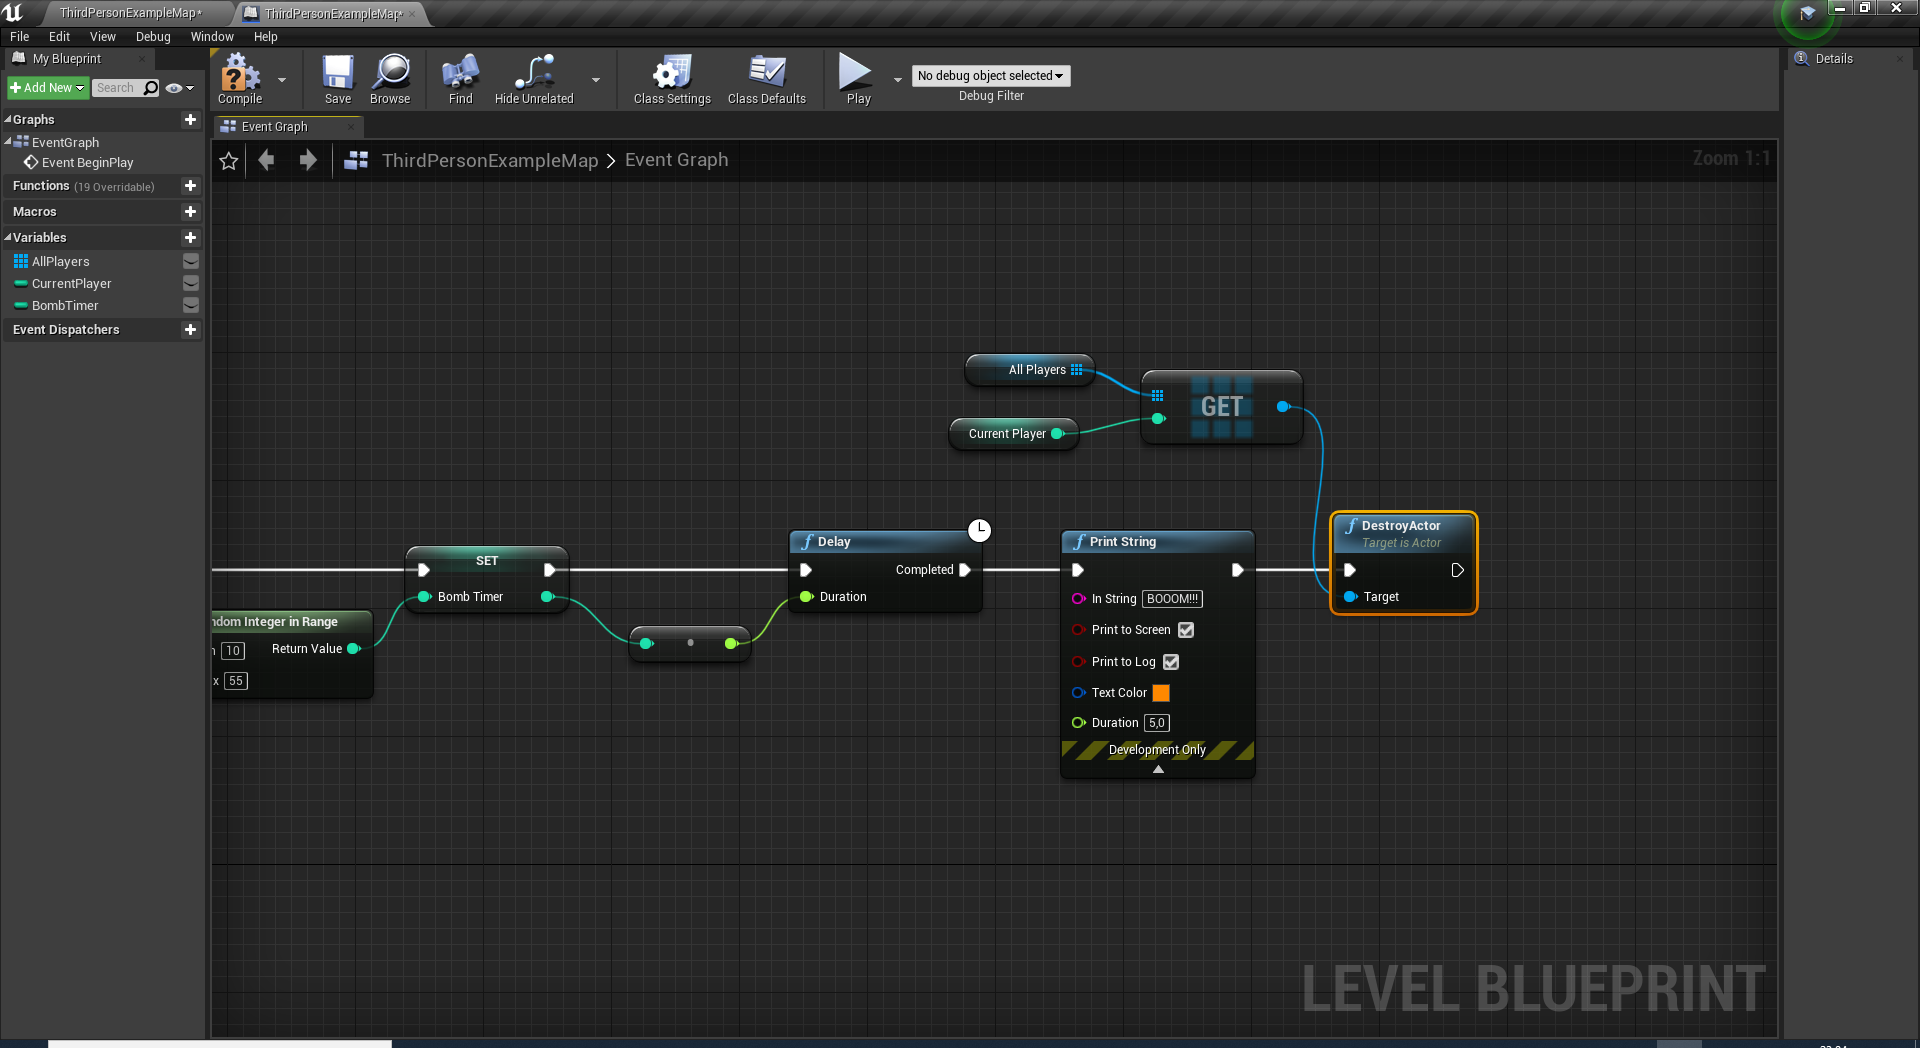 ThirdPersonExampleMap*
ThirdPersonExampleMap*
File Edit View Debug Window Help
My Blueprint
Add New
Search
Graphs
EventGraph
Event BeginPlay
Functions (19 Overridable)
Macros
Variables
AllPlayers
CurrentPlayer
BombTimer
Event Dispatchers
Compile
Save
Browse
Find
Hide Unrelated
Class Settings
Class Defaults
Play
No debug object selected
Debug Filter
Details
Event Graph
ThirdPersonExampleMap > Event Graph
Zoom 1:1
All Players
Current Player
GET
SET
Bomb Timer
ndom Integer in Range
10
Return Value
x 55
Delay
Completed
Duration
Print String
In String BOOOM!!!
Print to Screen
Print to Log
Text Color
Duration 5,0
Development Only
DestroyActor
Target is Actor
Target
LEVEL BLUEPRINT